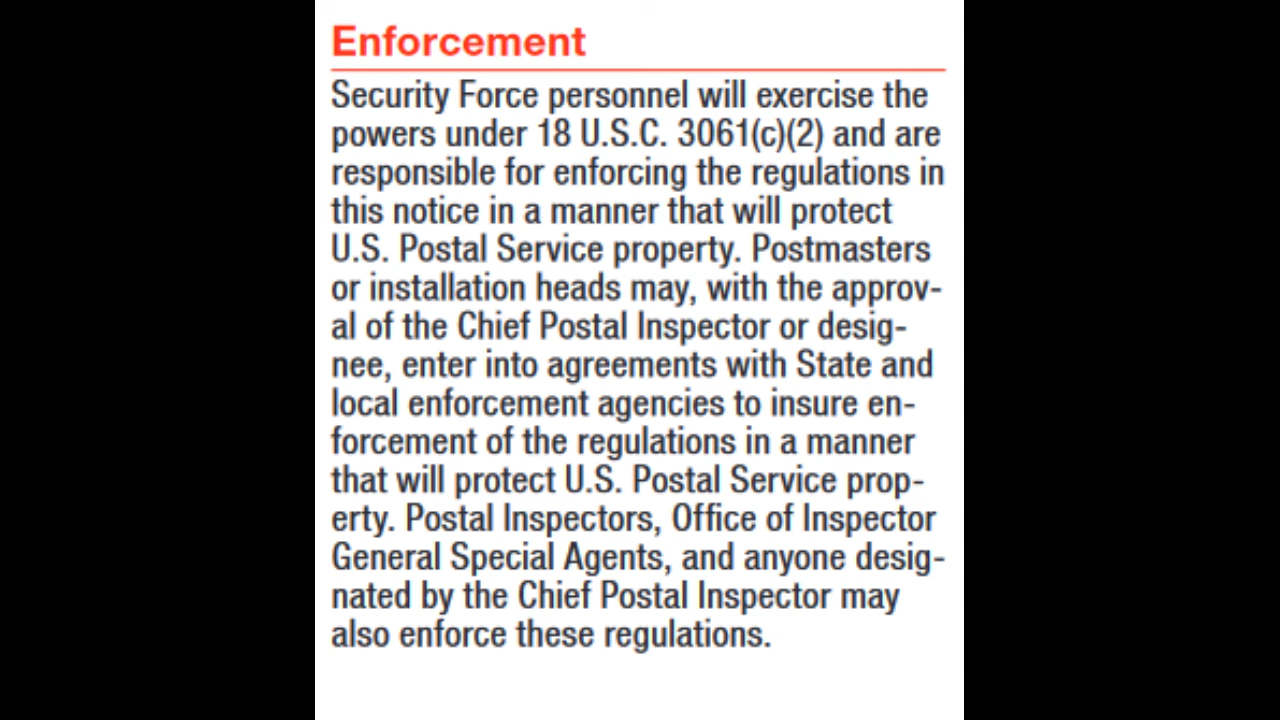 Enforcement
Security Force personnel will exercise the
powers under 18 U.S.C. 3061(c)(2) and are
responsible for enforcing the regulations in
this notice in a manner that will protect
U.S. Postal Service property. Postmasters
or installation heads may, with the approv-
al of the Chief Postal Inspector or desig-
nee, enter into agreements with State and
local enforcement agencies to insure en-
forcement of the regulations in a manner
that will protect U.S. Postal Service prop-
erty. Postal Inspectors, Office of Inspector
General Special Agents, and anyone desig-
nated by the Chief Postal Inspector may
also enforce these regulations.